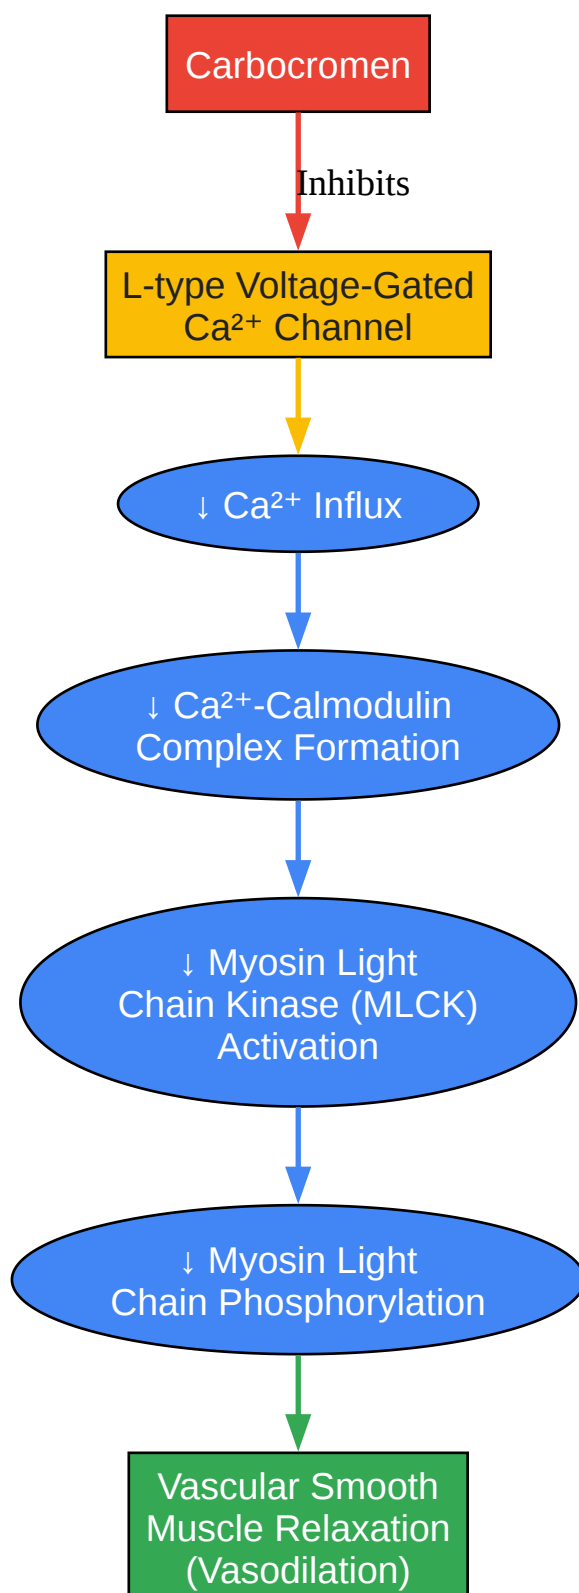 Carbocromen
Inhibits
L-type Voltage-Gated
Ca²⁺ Channel
↓ Ca²⁺ Influx
↓ Ca²⁺-Calmodulin
Complex Formation
↓ Myosin Light
Chain Kinase (MLCK)
Activation
↓ Myosin Light
Chain Phosphorylation
Vascular Smooth
Muscle Relaxation
(Vasodilation)